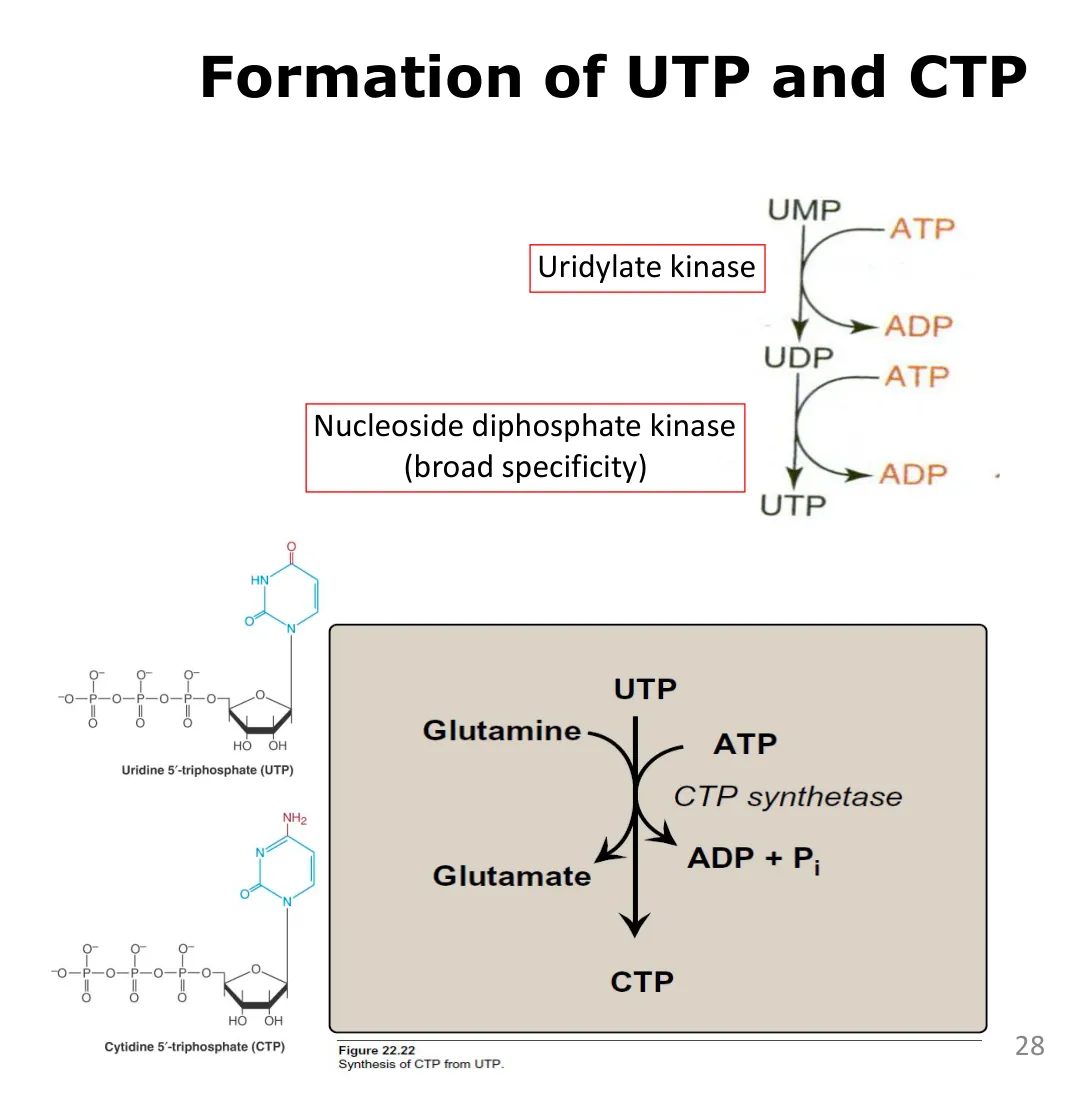 Formation of UTP and CTP
UMP
ATP
Uridylate kinase
ADP
UDP
ATP
Nucleoside diphosphate kinase
(broad specificity)
ADP
UTP
O
HN
O
N
O– O– O–
–O–P–O–P–O–P–O O
O O O
HO OH
Uridine 5′-triphosphate (UTP)
NH2
N
O
N
O– O– O–
–O–P–O–P–O–P–O O
O O O
HO OH
Cytidine 5′-triphosphate (CTP)
UTP
Glutamine
ATP
CTP synthetase
ADP + Pi
Glutamate
CTP
Figure 22.22
Synthesis of CTP from UTP.
28